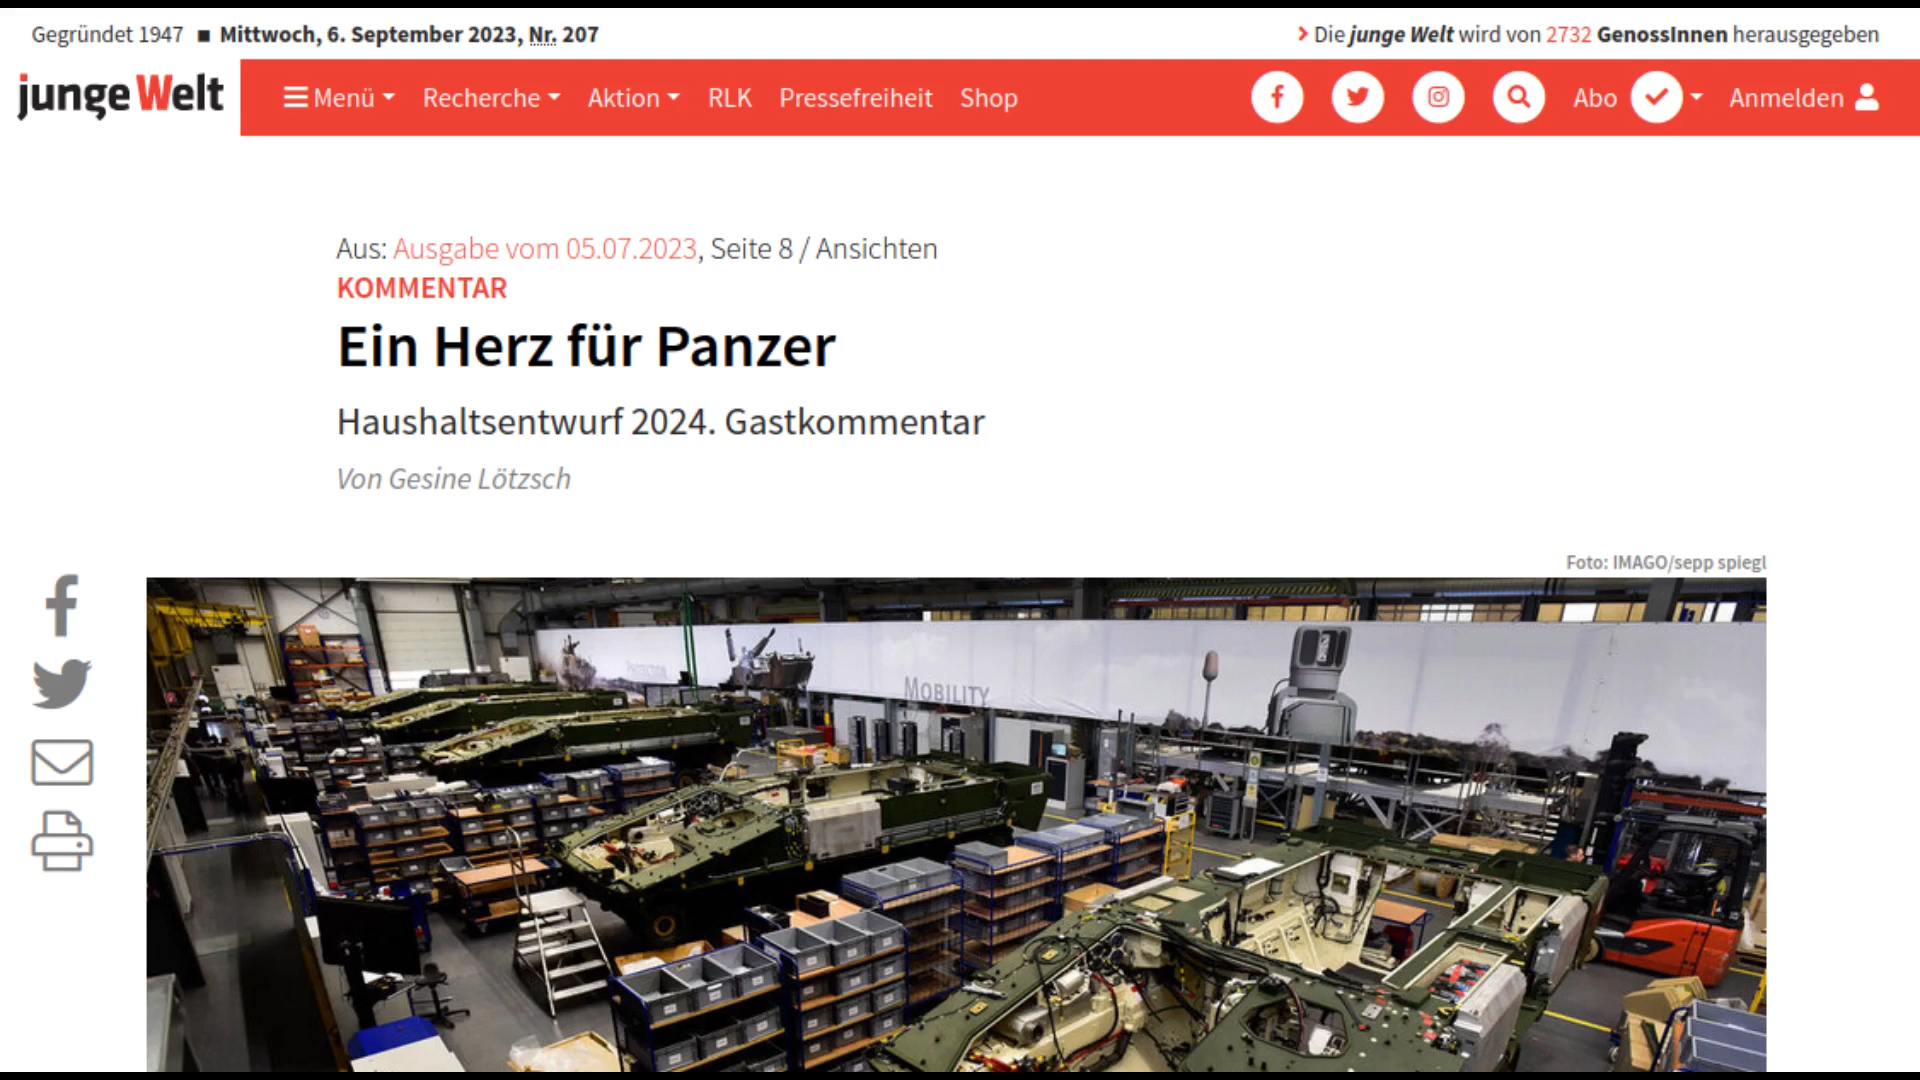 Gegründet 1947 ■ Mittwoch, 6. September 2023, Nr. 207
Die junge Welt wird von 2732 GenossInnen herausgegeben
junge Welt
Menü
Recherche
Aktion
RLK
Pressefreiheit
Shop
Abo
Anmelden
Aus: Ausgabe vom 05.07.2023, Seite 8 / Ansichten
KOMMENTAR
Ein Herz für Panzer
Haushaltsentwurf 2024. Gastkommentar
Von Gesine Lötzsch
Foto: IMAGO/sepp spiegl
MOBILITY